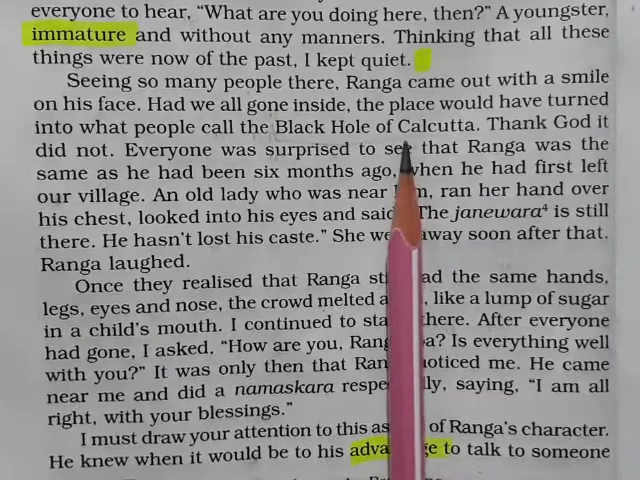 everyone to hear, “What are you doing here, then?” A youngster,
immature and without any manners. Thinking that all these
things were now of the past, I kept quiet.
Seeing so many people there, Ranga came out with a smile
on his face. Had we all gone inside, the place would have turned
into what people call the Black Hole of Calcutta. Thank God it
did not. Everyone was surprised to see that Ranga was the
same as he had been six months ago, when he had first left
our village. An old lady who was near him, ran her hand over
his chest, looked into his eyes and said, “The janewara⁴ is still
there. He hasn’t lost his caste.” She went away soon after that.
Ranga laughed.
Once they realised that Ranga still had the same hands,
legs, eyes and nose, the crowd melted away, like a lump of sugar
in a child’s mouth. I continued to stand there. After everyone
had gone, I asked, “How are you, Rangappa? Is everything well
with you?” It was only then that Ranga noticed me. He came
near me and did a namaskara respectfully, saying, “I am all
right, with your blessings.”
I must draw your attention to this aspect of Ranga’s character.
He knew when it would be to his advantage to talk to someone